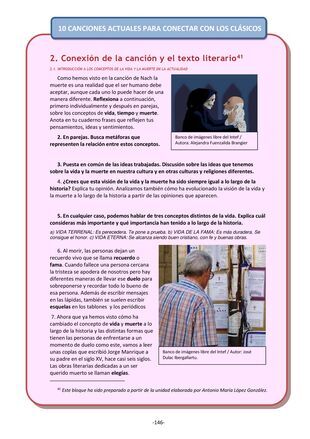 10 CANCIONES ACTUALES PARA CONECTAR CON LOS CLÁSICOS
2. Conexión de la canción y el texto literario⁴¹
2.1. INTRODUCCIÓN A LOS CONCEPTOS DE LA VIDA Y LA MUERTE EN LA ACTUALIDAD
Como hemos visto en la canción de Nach la
muerte es una realidad que el ser humano debe
aceptar, aunque cada uno lo puede hacer de una
manera diferente. Reflexiona a continuación,
primero individualmente y después en parejas,
sobre los conceptos de vida, tiempo y muerte.
Anota en tu cuaderno frases que reflejen tus
pensamientos, ideas y sentimientos.
Banco de imágenes libre del Intef /
Autora: Alejandra Fuenzalida Brangier
2. En parejas. Busca metáforas que
representen la relación entre estos conceptos.
3. Puesta en común de las ideas trabajadas. Discusión sobre las ideas que tenemos
sobre la vida y la muerte en nuestra cultura y en otras culturas y religiones diferentes.
4. ¿Crees que esta visión de la vida y la muerte ha sido siempre igual a lo largo de la
historia? Explica tu opinión. Analizamos también cómo ha evolucionado la visión de la vida y
la muerte a lo largo de la historia a partir de las opiniones que aparecen.
5. En cualquier caso, podemos hablar de tres conceptos distintos de la vida. Explica cuál
consideras más importante y qué importancia han tenido a lo largo de la historia.
a) VIDA TERRENAL: Es perecedera. Te pone a prueba. b) VIDA DE LA FAMA: Es más duradera. Se
consigue el honor. c) VIDA ETERNA: Se alcanza siendo buen cristiano, con fe y buenas obras.
6. Al morir, las personas dejan un
recuerdo vivo que se llama recuerdo o
fama. Cuando fallece una persona cercana
la tristeza se apodera de nosotros pero hay
diferentes maneras de llevar ese duelo para
sobreponerse y recordar todo lo bueno de
esa persona. Además de escribir mensajes
en las lápidas, también se suelen escribir
esquelas en los tablones y los periódicos
7. Ahora que ya hemos visto cómo ha
cambiado el concepto de vida y muerte a lo
largo de la historia y las distintas formas que
tienen las personas de enfrentarse a un
momento de duelo como este, vamos a leer
unas coplas que escribió Jorge Manrique a
su padre en el siglo XV, hace casi seis siglos.
Las obras literarias dedicadas a un ser
querido muerto se llaman elegías.
Banco de imágenes libre del Intef / Autor: José
Dulac Ibergallartu.
⁴¹ Este bloque ha sido preparado a partir de la unidad elaborada por Antonio María López González.
-146-